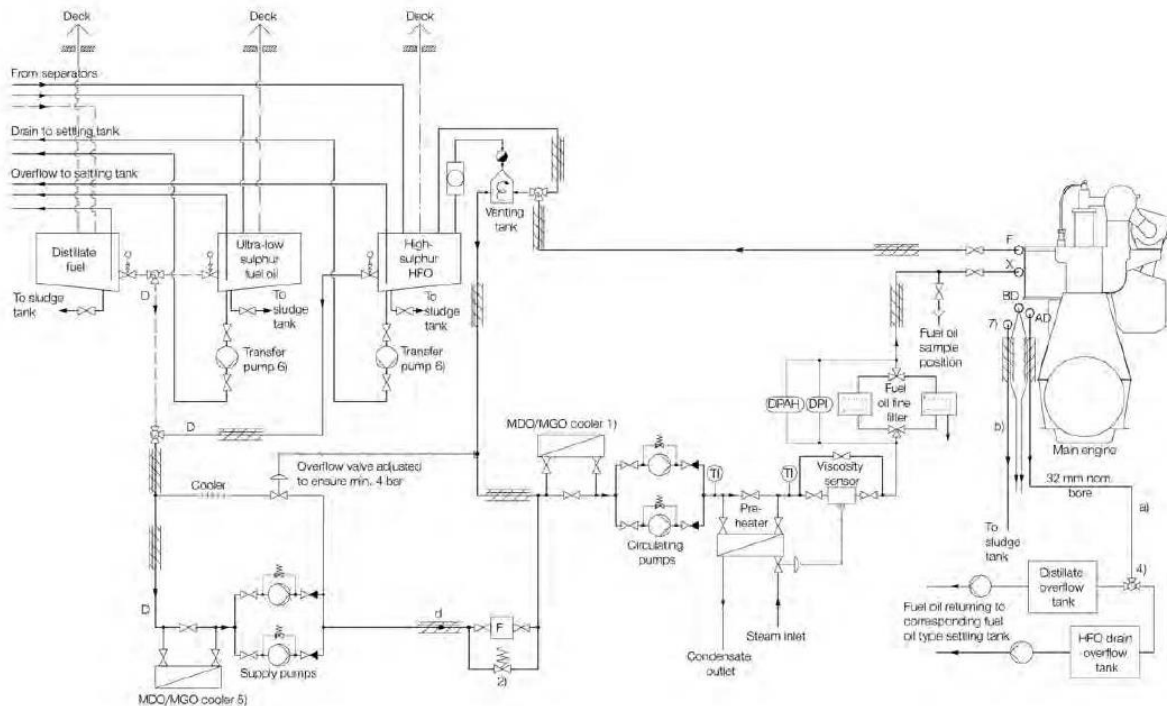 Deck
Deck
Deck
From separators
Drain to settling tank
Overflow to settling tank
Distillate
fuel
Ultra-low
sulphur
fuel oil
High-
sulphur
HFO
Venting
tank
To sludge
tank
D
To
sludge
tank
To
sludge
tank
Transfer
pump 6)
Transfer
pump 6)
D
F
X
BD
AD
7)
Fuel oil
sample
position
Fuel
oil fine
filter
DPAH
DPI
Main engine
b)
32 mm nom.
bore
a)
To
sludge
tank
4)
MDO/MGO cooler 1)
Overflow valve adjusted
to ensure min. 4 bar
Cooler
TI
TI
Viscosity
sensor
Pre-
heater
Circulating
pumps
Distillate
overflow
tank
Fuel oil returning to
corresponding fuel
oil type settling tank
HFO drain
overflow
tank
D
d
F
2)
Steam inlet
Condensate
outlet
Supply pumps
MDO/MGO cooler 5)